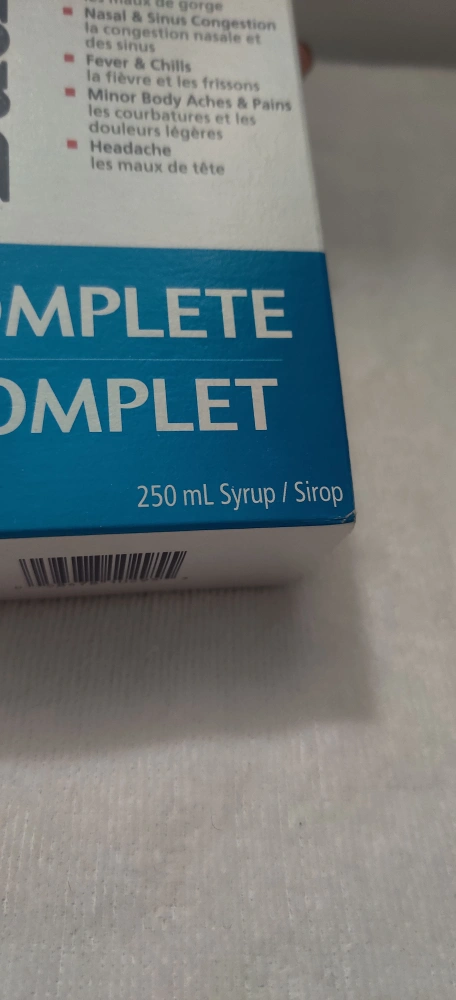 les maux de gorge
Nasal & Sinus Congestion
la congestion nasale et
des sinus
Fever & Chills
la fièvre et les frissons
Minor Body Aches & Pains
les courbatures et les
douleurs légères
Headache
les maux de tête
OMPLETE
OMPLET
250 mL Syrup / Sirop